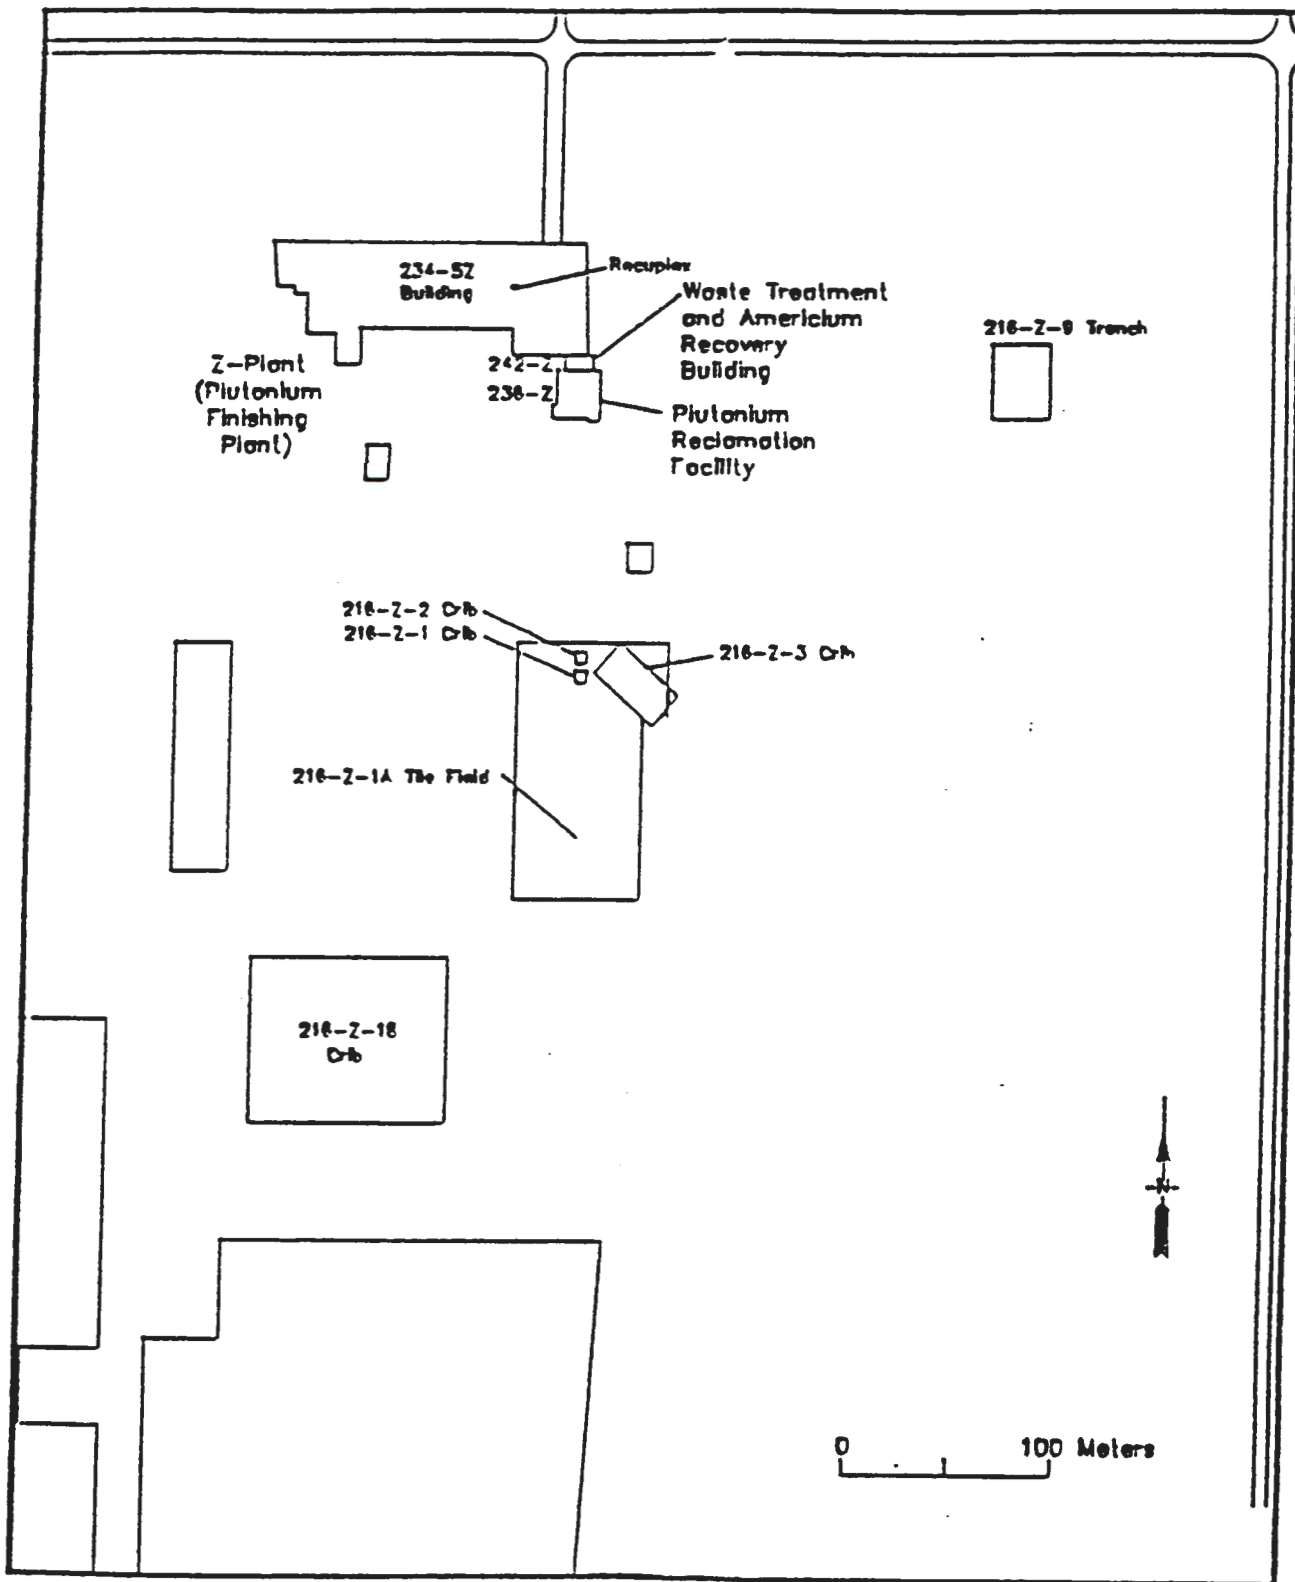 234-5Z
Building
Recuplex
Waste Treatment
and Americium
Recovery
Building
216-Z-9 Trench
Z-Plant
(Plutonium
Finishing
Plant)
242-Z
236-Z
Plutonium
Reclamation
Facility
216-Z-2 Crib
216-Z-1 Crib
216-Z-3 Crib
216-Z-1A Tile Field
216-Z-18
Crib
N
0 100 Meters